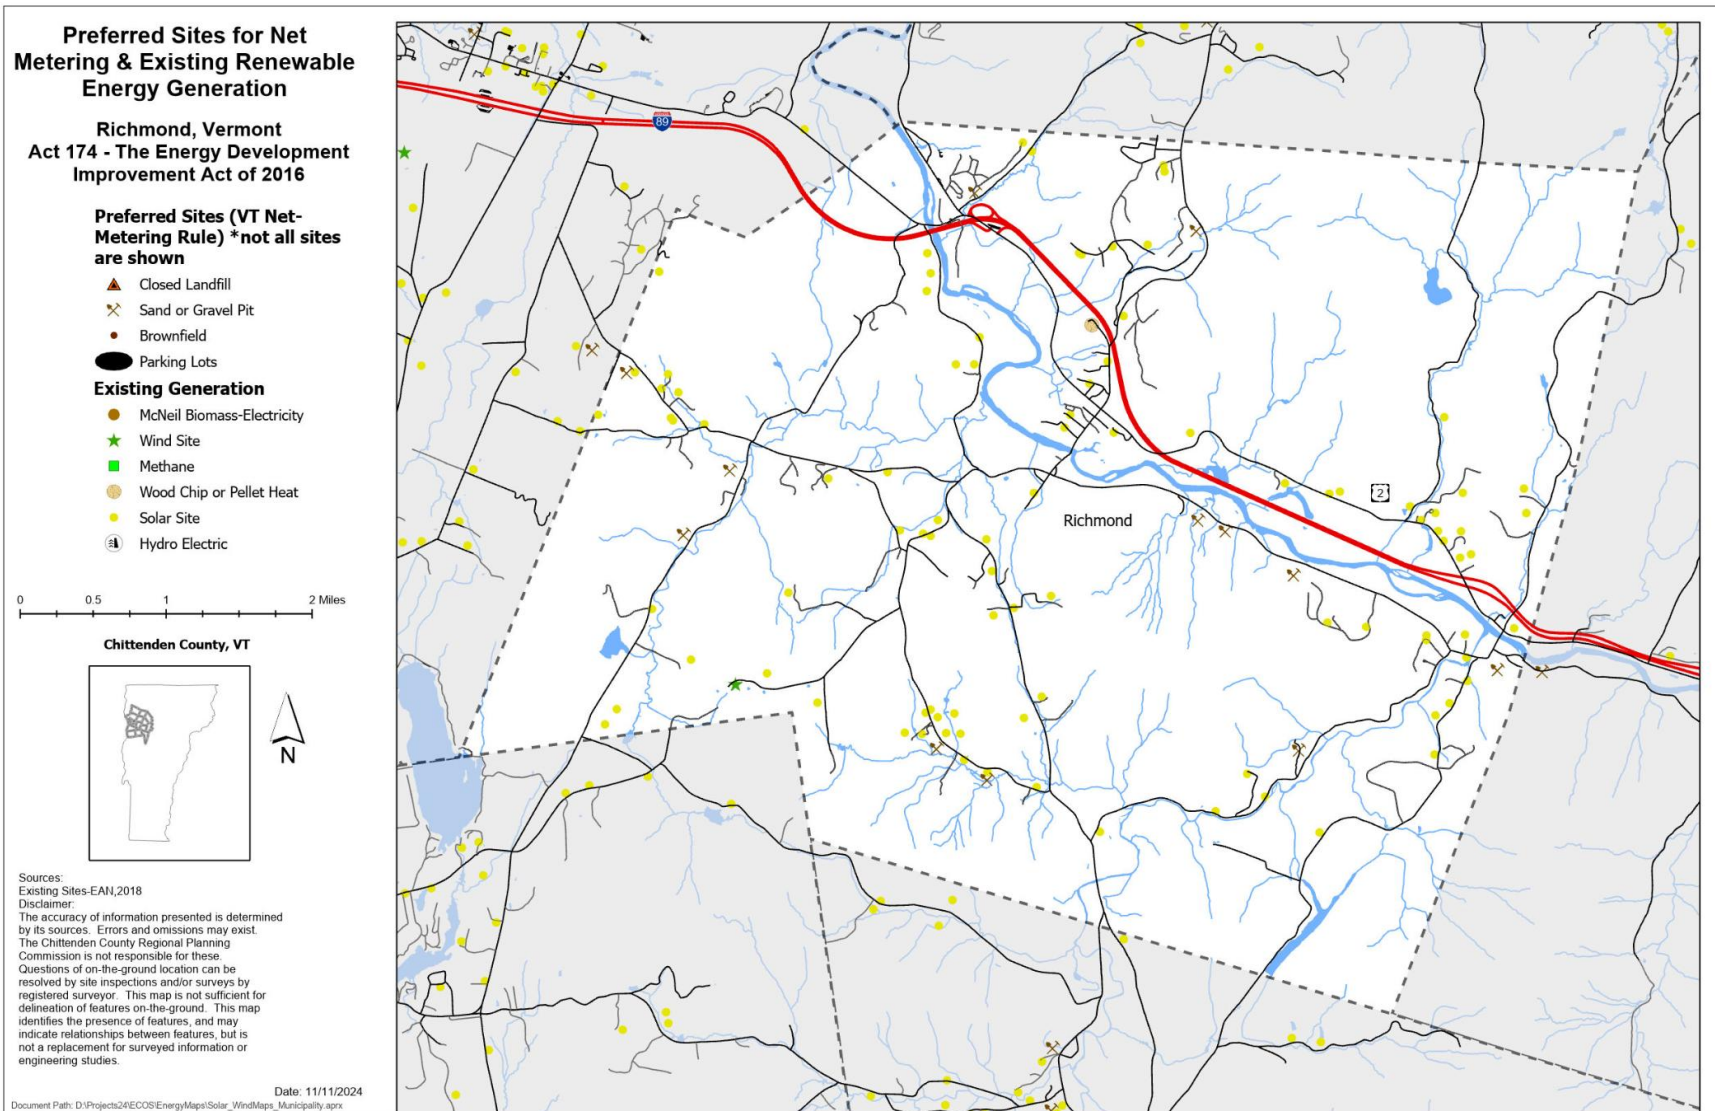 Preferred Sites for Net
Metering & Existing Renewable
Energy Generation
Richmond, Vermont
Act 174 - The Energy Development
Improvement Act of 2016
Preferred Sites (VT Net-
Metering Rule) *not all sites
are shown
Closed Landfill
Sand or Gravel Pit
Brownfield
Parking Lots
Existing Generation
McNeil Biomass-Electricity
Wind Site
Methane
Wood Chip or Pellet Heat
Solar Site
Hydro Electric
0 0.5 1 2 Miles
Chittenden County, VT
N
Sources:
Existing Sites-EAN,2018
Disclaimer:
The accuracy of information presented is determined
by its sources. Errors and omissions may exist.
The Chittenden County Regional Planning
Commission is not responsible for these.
Questions of on-the-ground location can be
resolved by site inspections and/or surveys by
registered surveyor. This map is not sufficient for
delineation of features on-the-ground. This map
identifies the presence of features, and may
indicate relationships between features, but is
not a replacement for surveyed information or
engineering studies.
Date: 11/11/2024
Document Path: D:\Projects24\ECOS\EnergyMaps\Solar_WindMaps_Municipality.aprx
89
2
Richmond